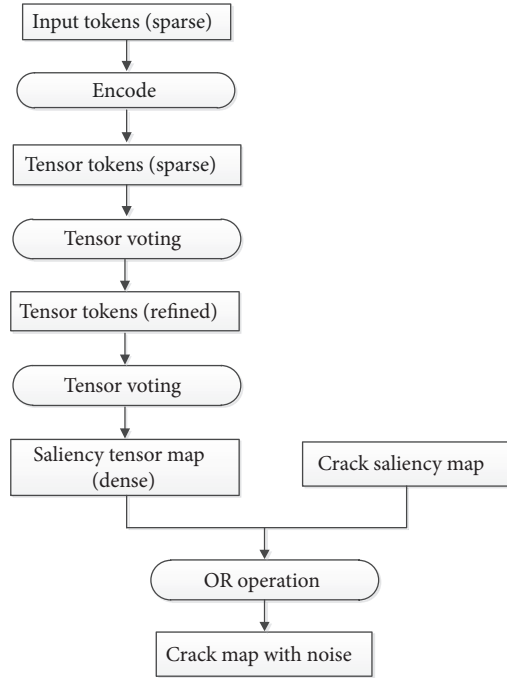 Input tokens (sparse)
Encode
Tensor tokens (sparse)
Tensor voting
Tensor tokens (refined)
Tensor voting
Saliency tensor map
(dense)
Crack saliency map
OR operation
Crack map with noise